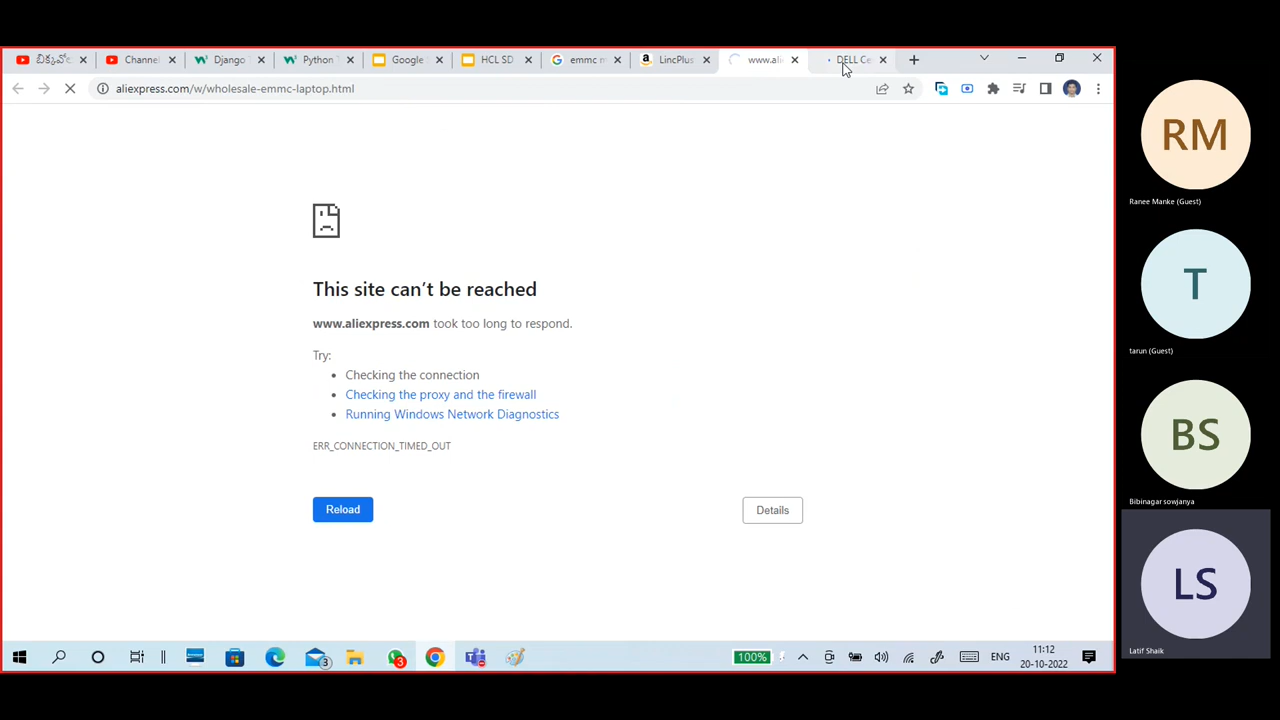 బిక్కవో
Channel
Django
Python
Google
HCL SD
emmc m
LincPlus
www.ali
DELL Ce
aliexpress.com/w/wholesale-emmc-laptop.html
This site can't be reached
www.aliexpress.com took too long to respond.
Try:
• Checking the connection
• Checking the proxy and the firewall
• Running Windows Network Diagnostics
ERR_CONNECTION_TIMED_OUT
Reload
Details
RM
Ranee Manke (Guest)
T
tarun (Guest)
BS
Bibinagar sowjanya
LS
Latif Shaik
3
3
100%
ENG
11:12
20-10-2022